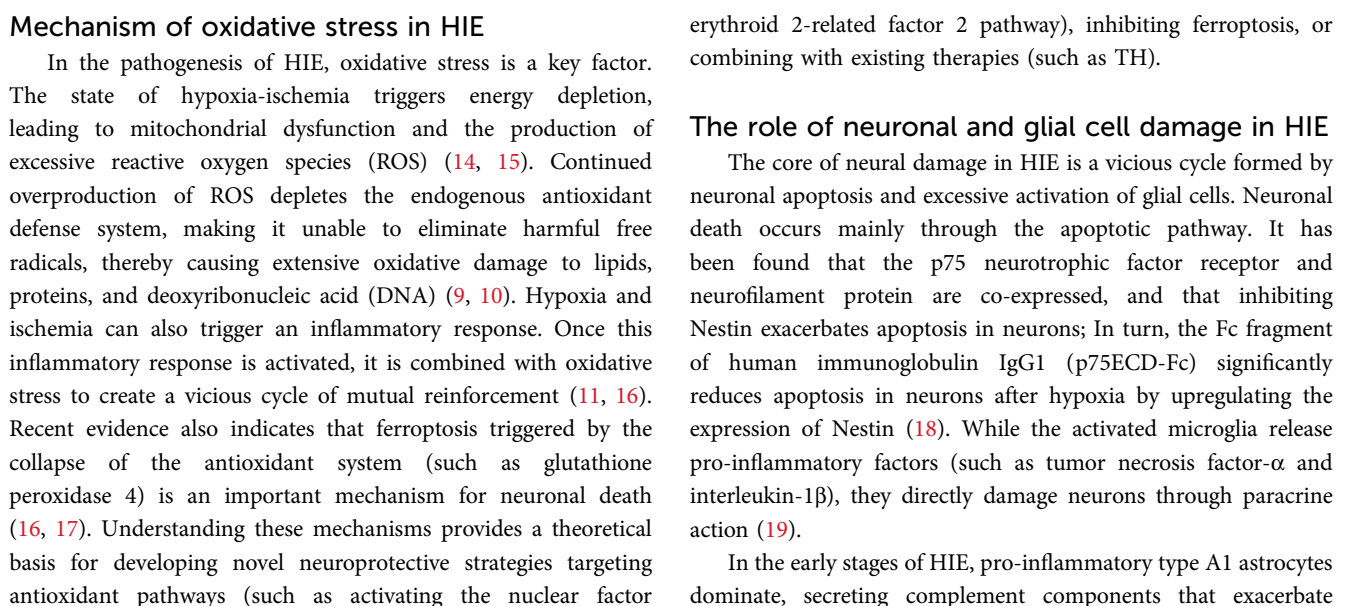 Mechanism of oxidative stress in HIE
In the pathogenesis of HIE, oxidative stress is a key factor.
The state of hypoxia-ischemia triggers energy depletion,
leading to mitochondrial dysfunction and the production of
excessive reactive oxygen species (ROS) (14, 15). Continued
overproduction of ROS depletes the endogenous antioxidant
defense system, making it unable to eliminate harmful free
radicals, thereby causing extensive oxidative damage to lipids,
proteins, and deoxyribonucleic acid (DNA) (9, 10). Hypoxia and
ischemia can also trigger an inflammatory response. Once this
inflammatory response is activated, it is combined with oxidative
stress to create a vicious cycle of mutual reinforcement (11, 16).
Recent evidence also indicates that ferroptosis triggered by the
collapse of the antioxidant system (such as glutathione
peroxidase 4) is an important mechanism for neuronal death
(16, 17). Understanding these mechanisms provides a theoretical
basis for developing novel neuroprotective strategies targeting
antioxidant pathways (such as activating the nuclear factor
erythroid 2-related factor 2 pathway), inhibiting ferroptosis, or
combining with existing therapies (such as TH).
The role of neuronal and glial cell damage in HIE
The core of neural damage in HIE is a vicious cycle formed by
neuronal apoptosis and excessive activation of glial cells. Neuronal
death occurs mainly through the apoptotic pathway. It has
been found that the p75 neurotrophic factor receptor and
neurofilament protein are co-expressed, and that inhibiting
Nestin exacerbates apoptosis in neurons; In turn, the Fc fragment
of human immunoglobulin IgG1 (p75ECD-Fc) significantly
reduces apoptosis in neurons after hypoxia by upregulating the
expression of Nestin (18). While the activated microglia release
pro-inflammatory factors (such as tumor necrosis factor-α and
interleukin-1β), they directly damage neurons through paracrine
action (19).
In the early stages of HIE, pro-inflammatory type A1 astrocytes
dominate, secreting complement components that exacerbate